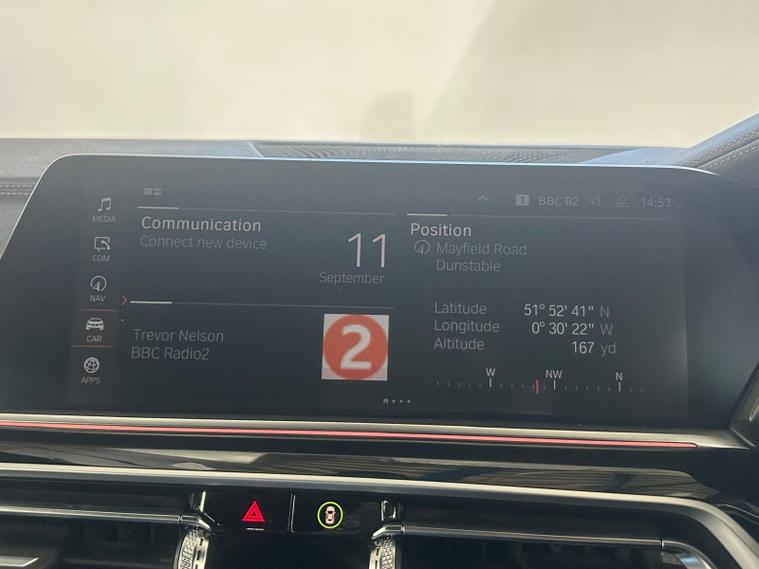 1 BBC R2 14:53
MEDIA
COM
NAV
CAR
APPS
Communication
Connect new device
11
September
Position
Mayfield Road
Dunstable
Latitude 51° 52' 41" N
Longitude 0° 30' 22" W
Altitude 167 yd
W NW N
Trevor Nelson
BBC Radio2
2